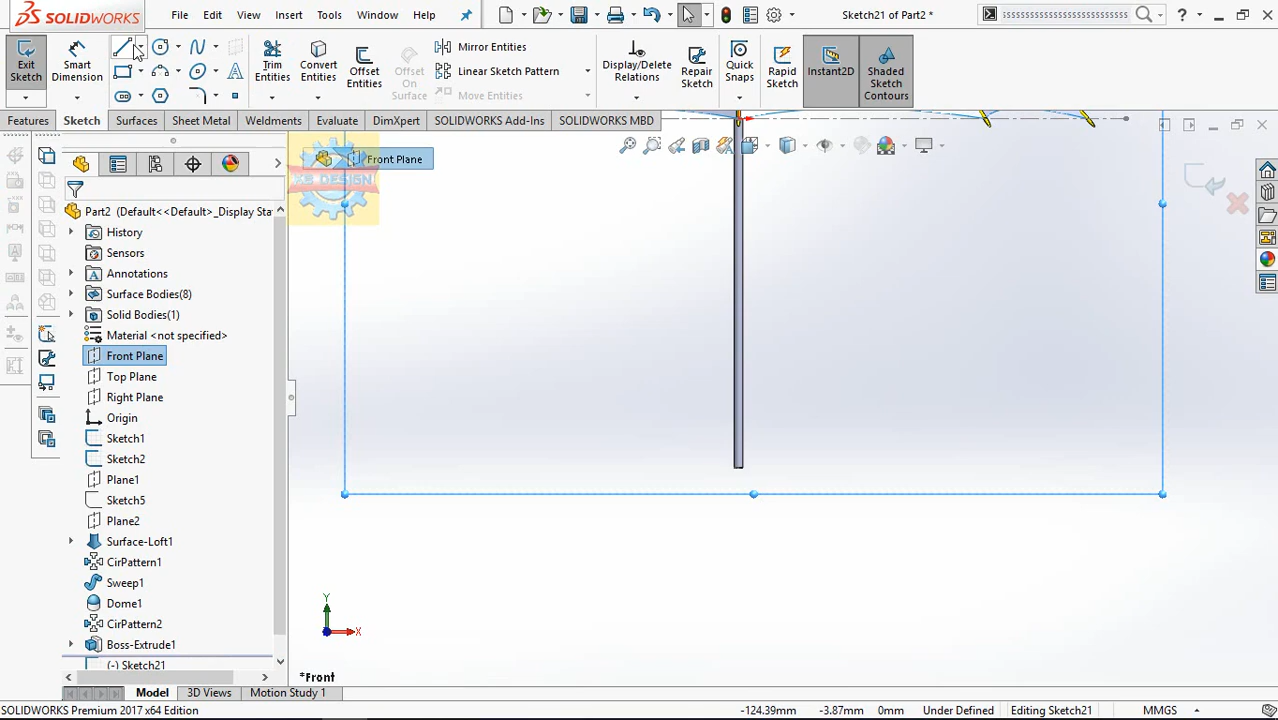 SOLIDWORKS
File
Edit
View
Insert
Tools
Window
Help
Sketch21 of Part2 *
Exit Sketch
Smart Dimension
Trim Entities
Convert Entities
Offset Entities
Offset On Surface
Mirror Entities
Linear Sketch Pattern
Move Entities
Display/Delete Relations
Repair Sketch
Quick Snaps
Rapid Sketch
Instant2D
Shaded Sketch Contours
Features
Sketch
Surfaces
Sheet Metal
Weldments
Evaluate
DimXpert
SOLIDWORKS Add-Ins
SOLIDWORKS MBD
Front Plane
KS DESIGN
Part2 (Default<<Default>_Display Sta
History
Sensors
Annotations
Surface Bodies(8)
Solid Bodies(1)
Material <not specified>
Front Plane
Top Plane
Right Plane
Origin
Sketch1
Sketch2
Plane1
Sketch5
Plane2
Surface-Loft1
CirPattern1
Sweep1
Dome1
CirPattern2
Boss-Extrude1
(-) Sketch21
Y
X
*Front
Model
3D Views
Motion Study 1
SOLIDWORKS Premium 2017 x64 Edition
-124.39mm
-3.87mm
0mm
Under Defined
Editing Sketch21
MMGS